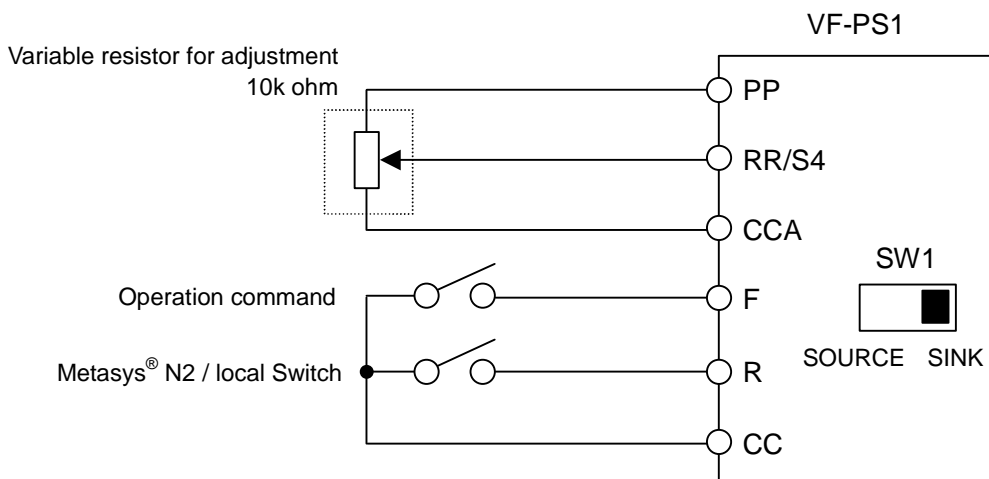 VF-PS1
Variable resistor for adjustment
10k ohm
PP
RR/S4
CCA
SW1
Operation command
F
Metasys® N2 / local Switch
R
SOURCE SINK
CC